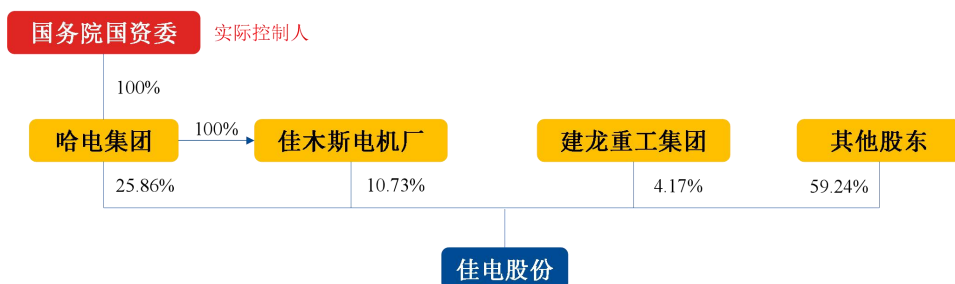 国务院国资委
实际控制人
100%
哈电集团
100%
佳木斯电机厂
建龙重工集团
其他股东
25.86%
10.73%
4.17%
59.24%
佳电股份